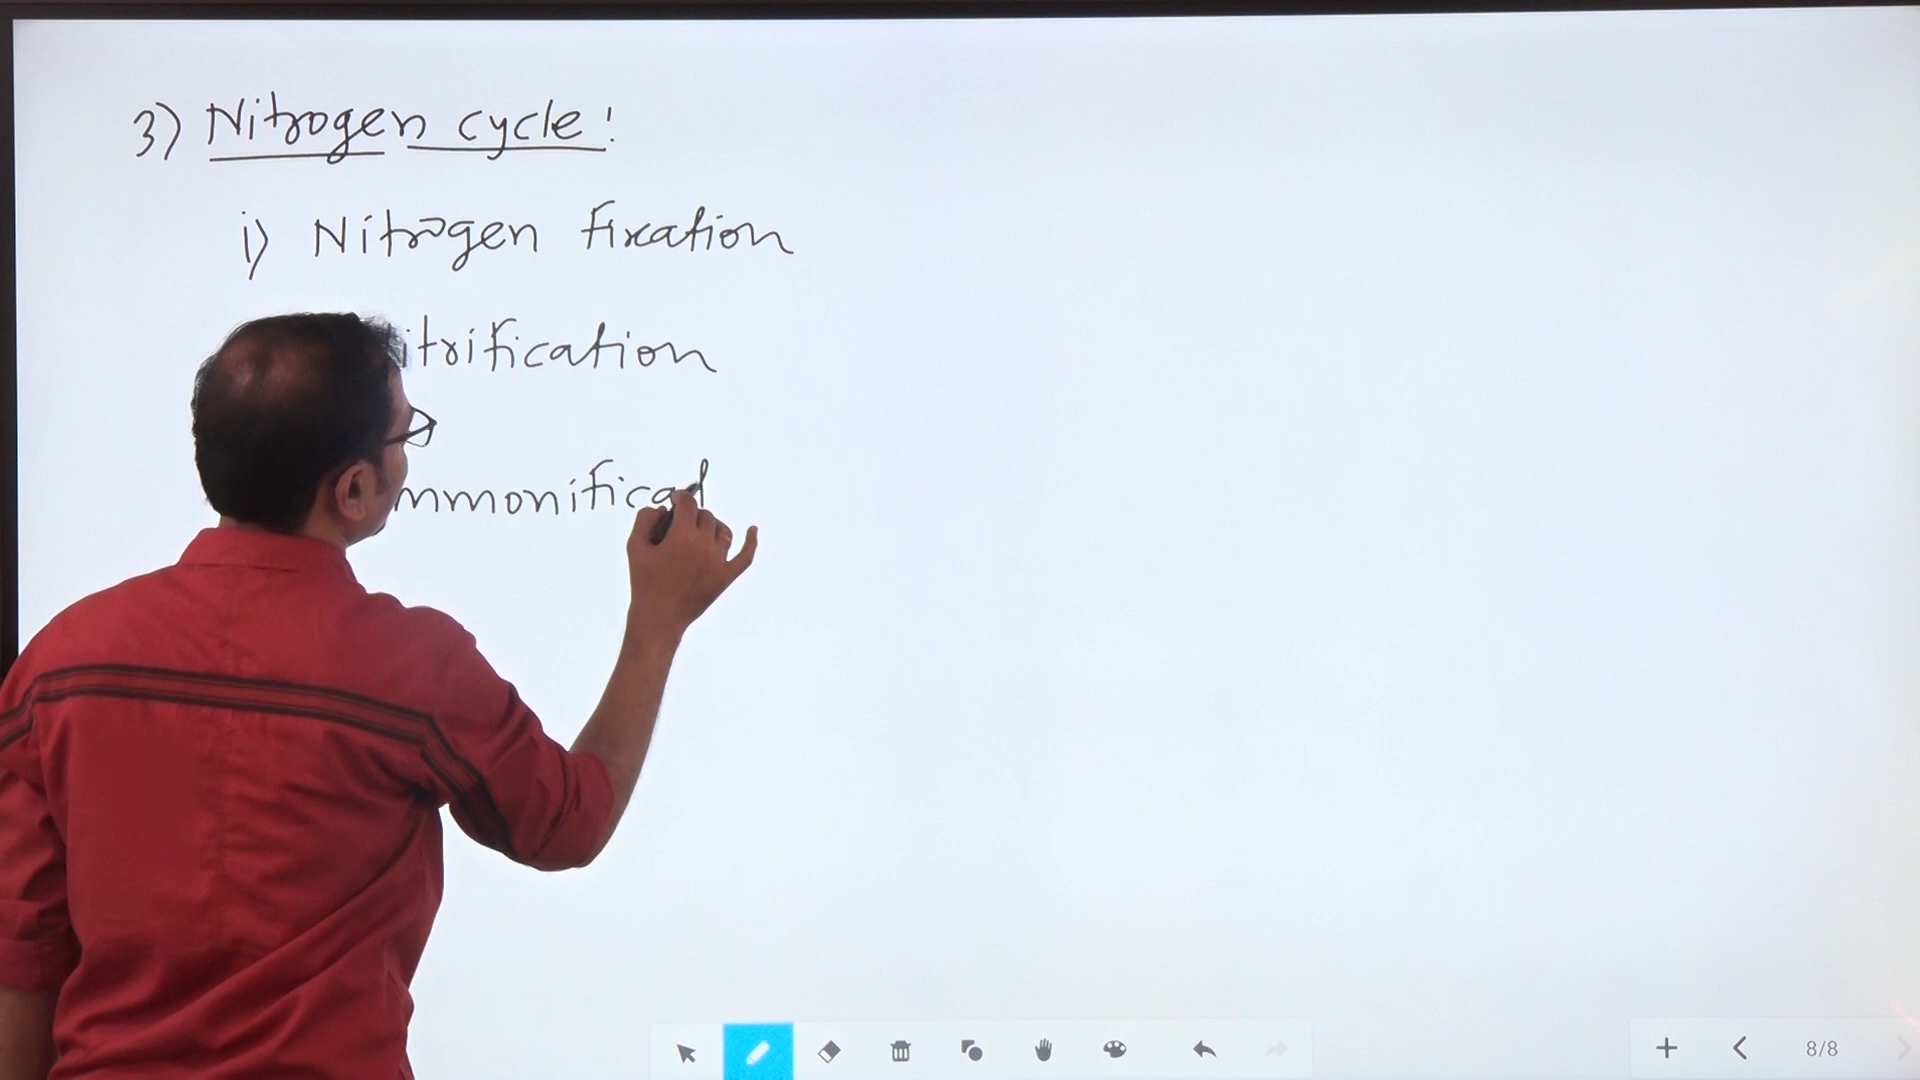 3) Nitrogen cycle:
i) Nitrogen fixation
itrification
mmonificat
8/8